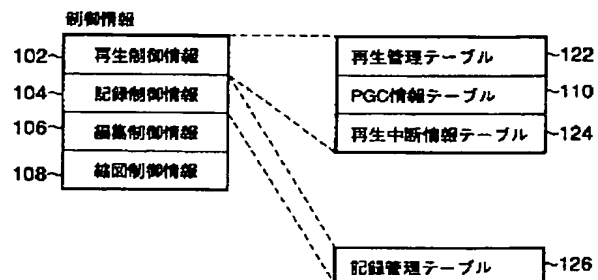 制御情報
102 再生制御情報
104 記録制御情報
106 編集制御情報
108 縮図制御情報
再生管理テーブル 122
PGC情報テーブル 110
再生中断情報テーブル 124
記録管理テーブル 126